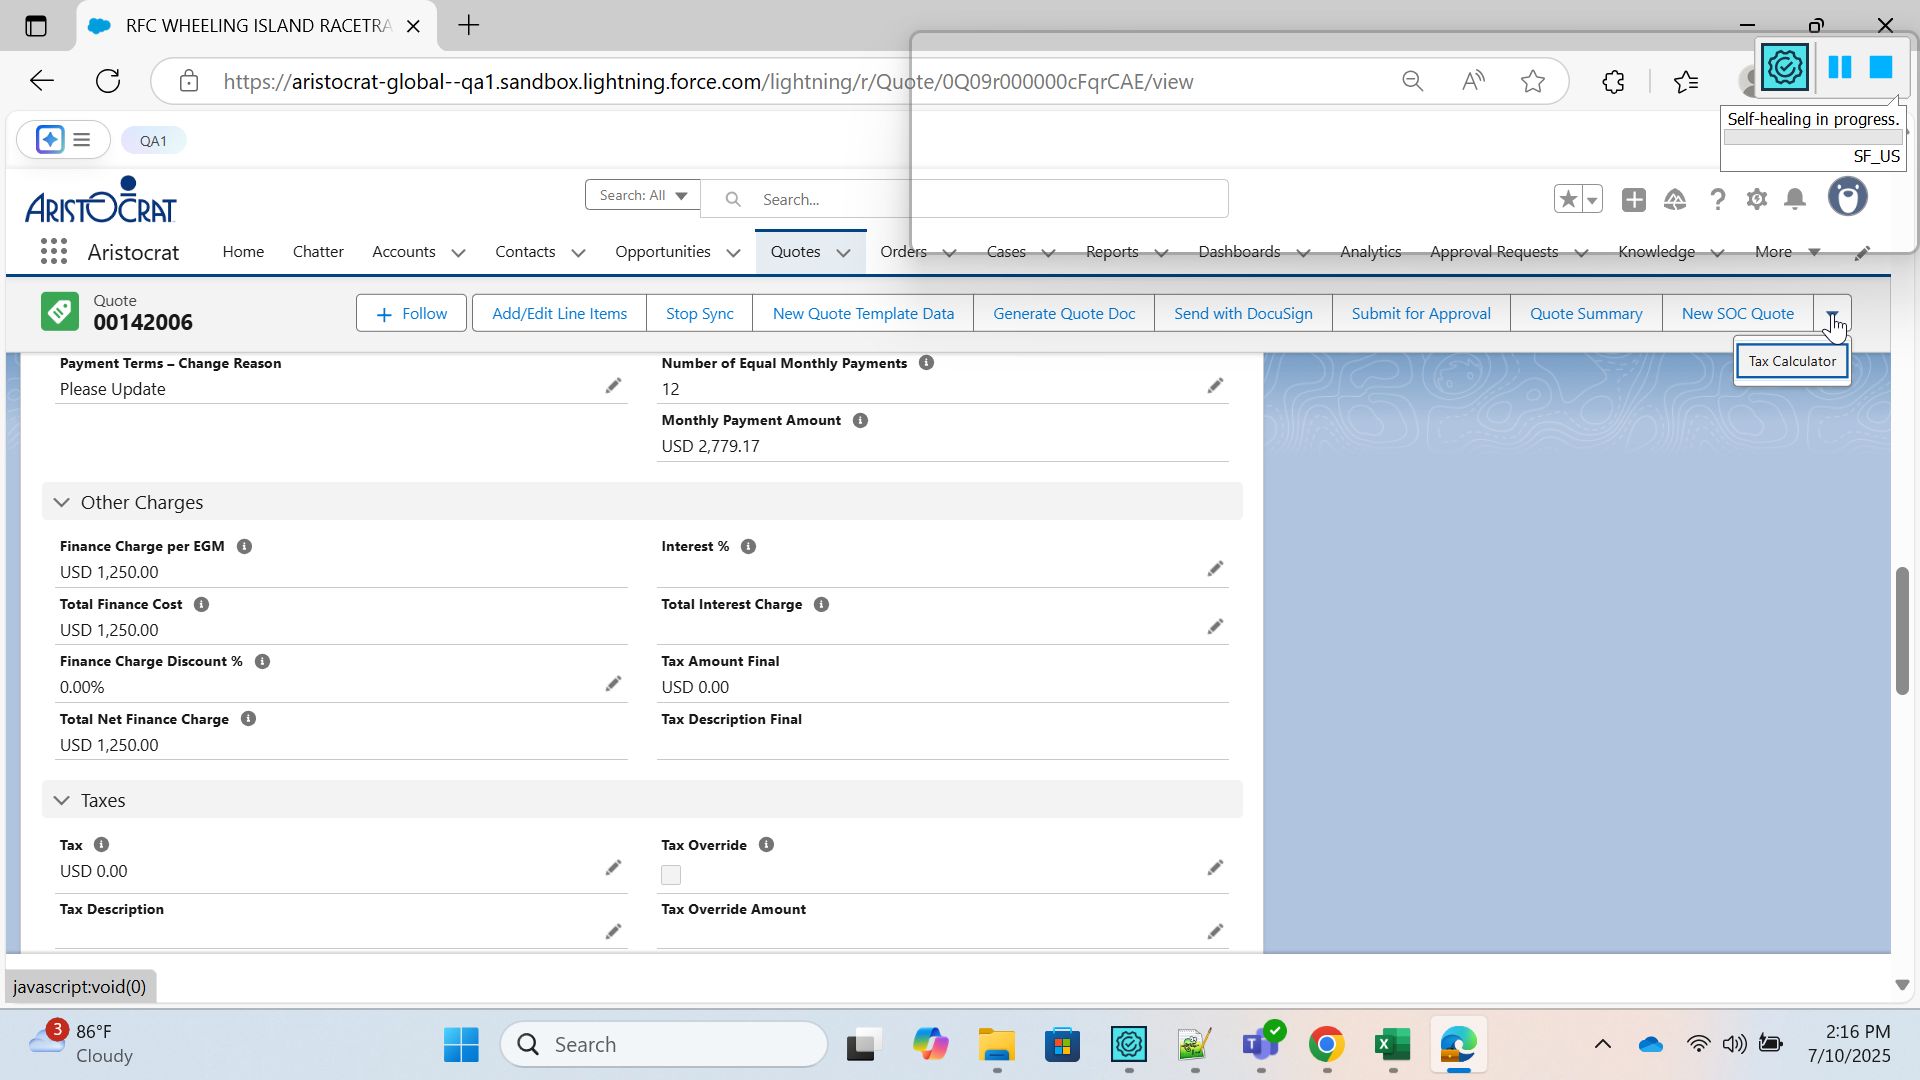 RFC WHEELING ISLAND RACETRA
https://aristocrat-global--qa1.sandbox.lightning.force.com/lightning/r/Quote/0Q09r000000cFqrCAE/view
Self-healing in progress.
SF_US
QA1
ARISTOCRAT
Search: All
Search...
Aristocrat
Home
Chatter
Accounts
Contacts
Opportunities
Quotes
Orders
Cases
Reports
Dashboards
Analytics
Approval Requests
Knowledge
More
Quote
00142006
Follow
Add/Edit Line Items
Stop Sync
New Quote Template Data
Generate Quote Doc
Send with DocuSign
Submit for Approval
Quote Summary
New SOC Quote
Tax Calculator
Payment Terms – Change Reason
Please Update
Number of Equal Monthly Payments
12
Monthly Payment Amount
USD 2,779.17
Other Charges
Finance Charge per EGM
USD 1,250.00
Interest %
Total Finance Cost
USD 1,250.00
Total Interest Charge
Finance Charge Discount %
0.00%
Tax Amount Final
USD 0.00
Total Net Finance Charge
USD 1,250.00
Tax Description Final
Taxes
Tax
USD 0.00
Tax Override
Tax Description
Tax Override Amount
javascript:void(0)
3
86°F
Cloudy
Search
2:16 PM
7/10/2025